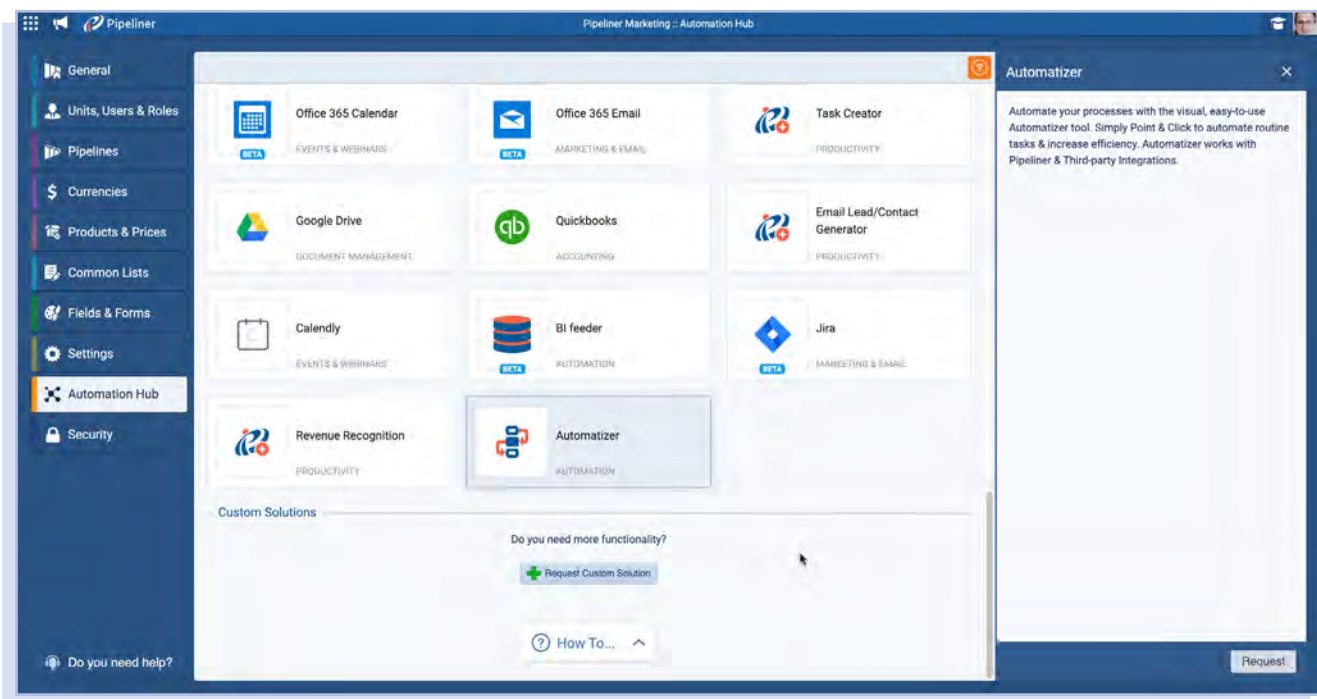 Pipeliner
Pipeliner Marketing :: Automation Hub
General
Units, Users & Roles
Pipelines
$ Currencies
Products & Prices
Common Lists
Fields & Forms
Settings
Automation Hub
Security
Do you need help?
?
Office 365 Calendar
BETA
EVENTS & WEBINARS
Office 365 Email
BETA
MARKETING & EMAIL
Task Creator
PRODUCTIVITY
Google Drive
DOCUMENT MANAGEMENT
qb
Quickbooks
ACCOUNTING
Email Lead/Contact
Generator
PRODUCTIVITY
C
Calendly
EVENTS & WEBINARS
BI feeder
BETA
AUTOMATION
Jira
BETA
MARKETING & EMAIL
Revenue Recognition
PRODUCTIVITY
Automatizer
AUTOMATION
Custom Solutions
Do you need more functionality?
Request Custom Solution
? How To...
Automatizer
Automate your processes with the visual, easy-to-use
Automatizer tool. Simply Point & Click to automate routine
tasks & increase efficiency. Automatizer works with
Pipeliner & Third-party Integrations.
Request